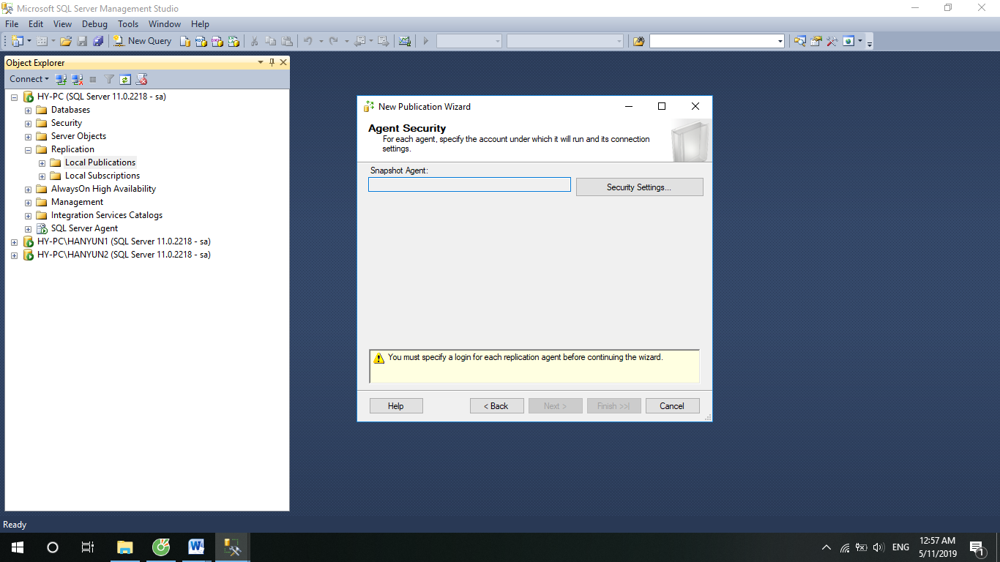 Microsoft SQL Server Management Studio
File Edit View Debug Tools Window Help
New Query
Object Explorer
Connect
HY-PC (SQL Server 11.0.2218 - sa)
Databases
Security
Server Objects
Replication
Local Publications
Local Subscriptions
AlwaysOn High Availability
Management
Integration Services Catalogs
SQL Server Agent
HY-PC\HANYUN1 (SQL Server 11.0.2218 - sa)
HY-PC\HANYUN2 (SQL Server 11.0.2218 - sa)
New Publication Wizard
Agent Security
For each agent, specify the account under which it will run and its connection
settings.
Snapshot Agent:
Security Settings...
You must specify a login for each replication agent before continuing the wizard.
Help < Back Next > Finish >>| Cancel
Ready
ENG
12:57 AM
5/11/2019
1